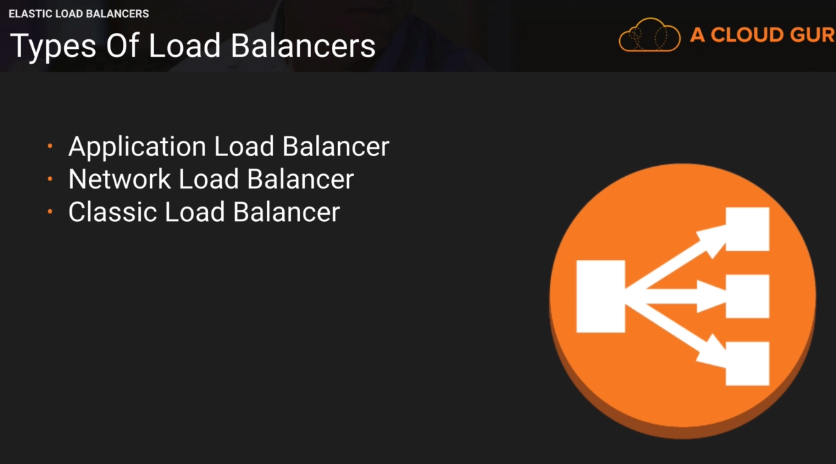 ELASTIC LOAD BALANCERS
Types Of Load Balancers
A CLOUD GUR
• Application Load Balancer
• Network Load Balancer
• Classic Load Balancer